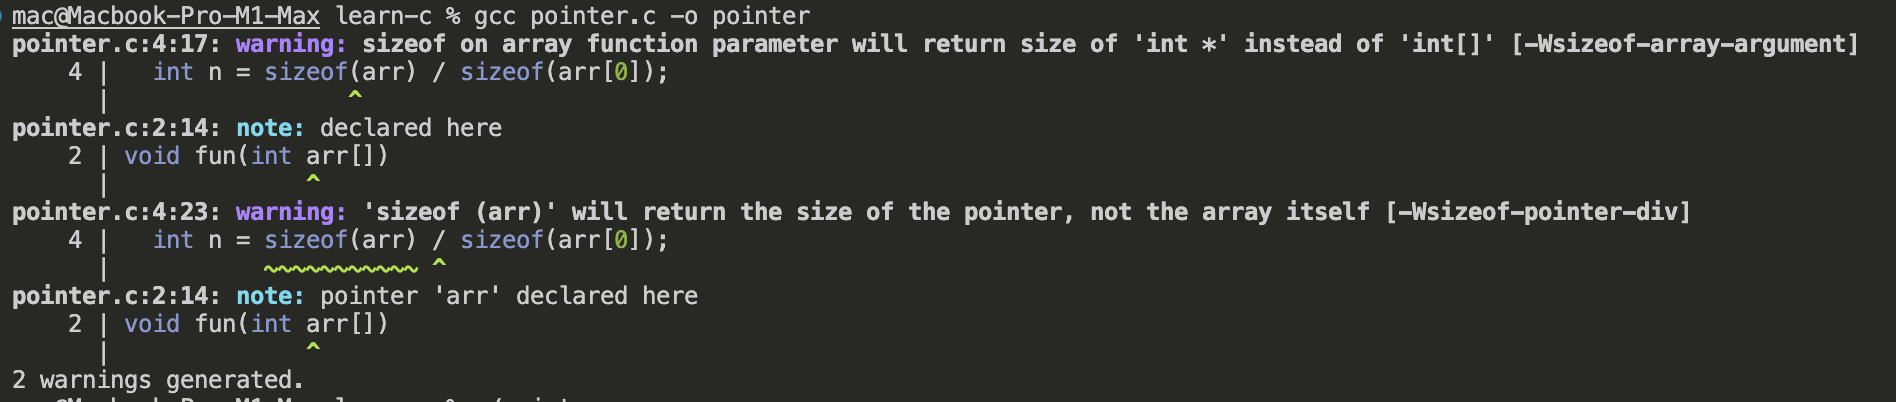 mac@Macbook-Pro-M1-Max learn-c % gcc pointer.c -o pointer
pointer.c:4:17: warning: sizeof on array function parameter will return size of 'int *' instead of 'int[]' [-Wsizeof-array-argument]
4 | int n = sizeof(arr) / sizeof(arr[0]);
| ^
pointer.c:2:14: note: declared here
2 | void fun(int arr[])
| ^
pointer.c:4:23: warning: 'sizeof (arr)' will return the size of the pointer, not the array itself [-Wsizeof-pointer-div]
4 | int n = sizeof(arr) / sizeof(arr[0]);
| ~~~~~~~~~~~ ^
pointer.c:2:14: note: pointer 'arr' declared here
2 | void fun(int arr[])
| ^
2 warnings generated.